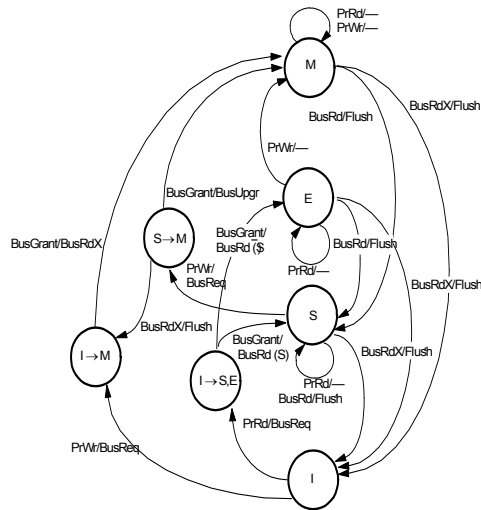 PrRd/—
PrWr/—
M
BusRd/Flush
BusRdX/Flush
PrWr/—
BusGrant/BusUpgr
E
S→M
BusGrant/
BusRd (S̅)
BusGrant/BusRdX
BusRd/Flush
PrRd/—
PrWr/
BusReq
BusRdX/Flush
S
BusRdX/Flush
BusGrant/
BusRd (S)
BusRdX/Flush
I→M
I→S,E
PrRd/—
BusRd/Flush
PrRd/BusReq
PrWr/BusReq
I